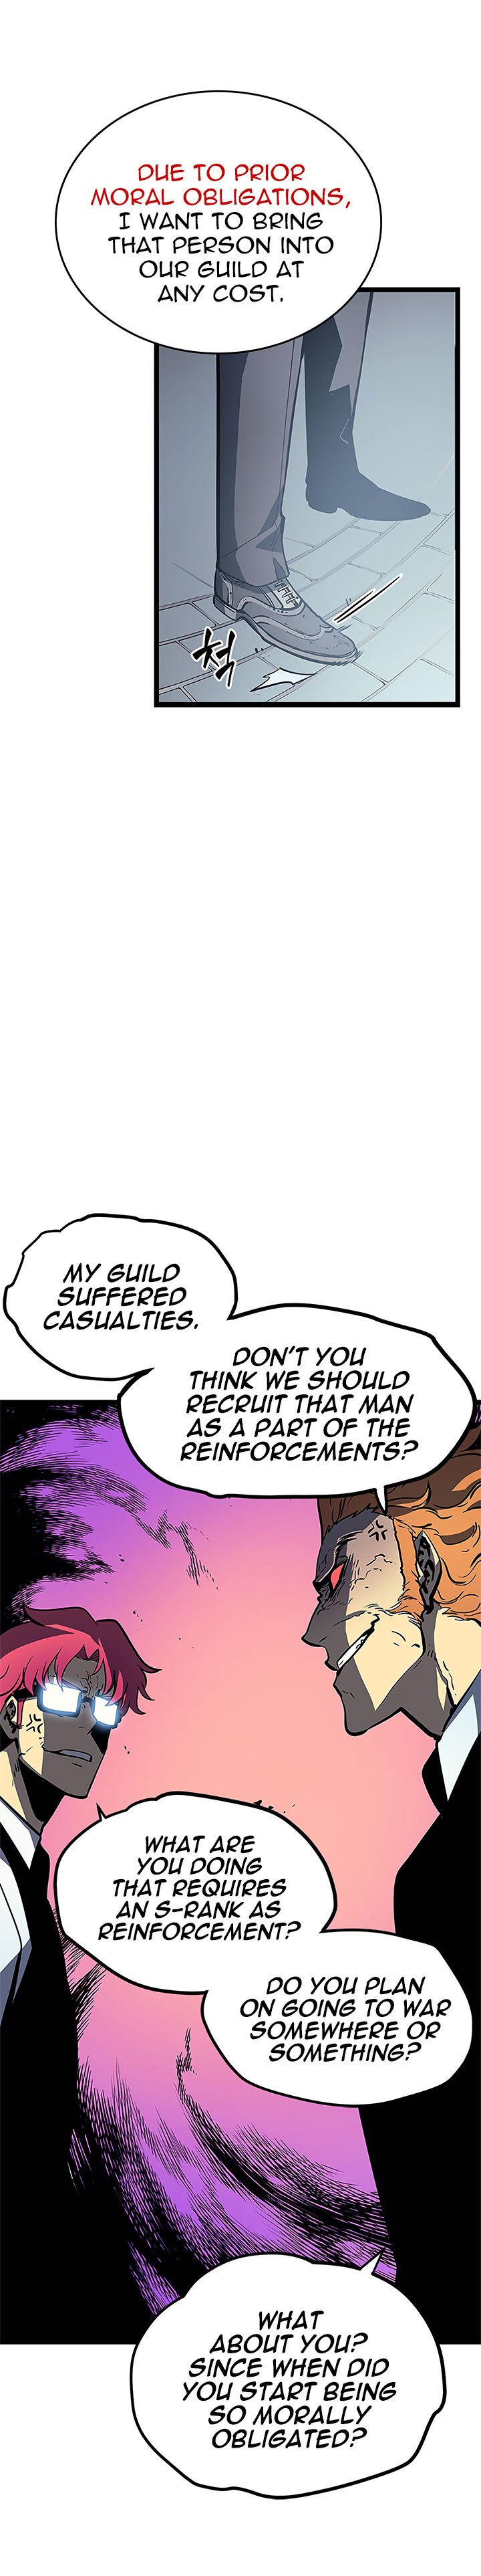 DUE TO PRIOR
MORAL OBLIGATIONS,
I WANT TO BRING
THAT PERSON INTO
OUR GUILD AT
ANY COST.
척
MY GUILD
SUFFERED
CASUALTIES.
DON'T YOU
THINK WE SHOULD
RECRUIT THAT MAN
AS A PART OF THE
REINFORCEMENTS?
WHAT ARE
YOU DOING
THAT REQUIRES
AN S-RANK AS
REINFORCEMENT?
DO YOU PLAN
ON GOING TO WAR
SOMEWHERE OR
SOMETHING?
WHAT
ABOUT YOU?
SINCE WHEN DID
YOU START BEING
SO MORALLY
OBLIGATED?